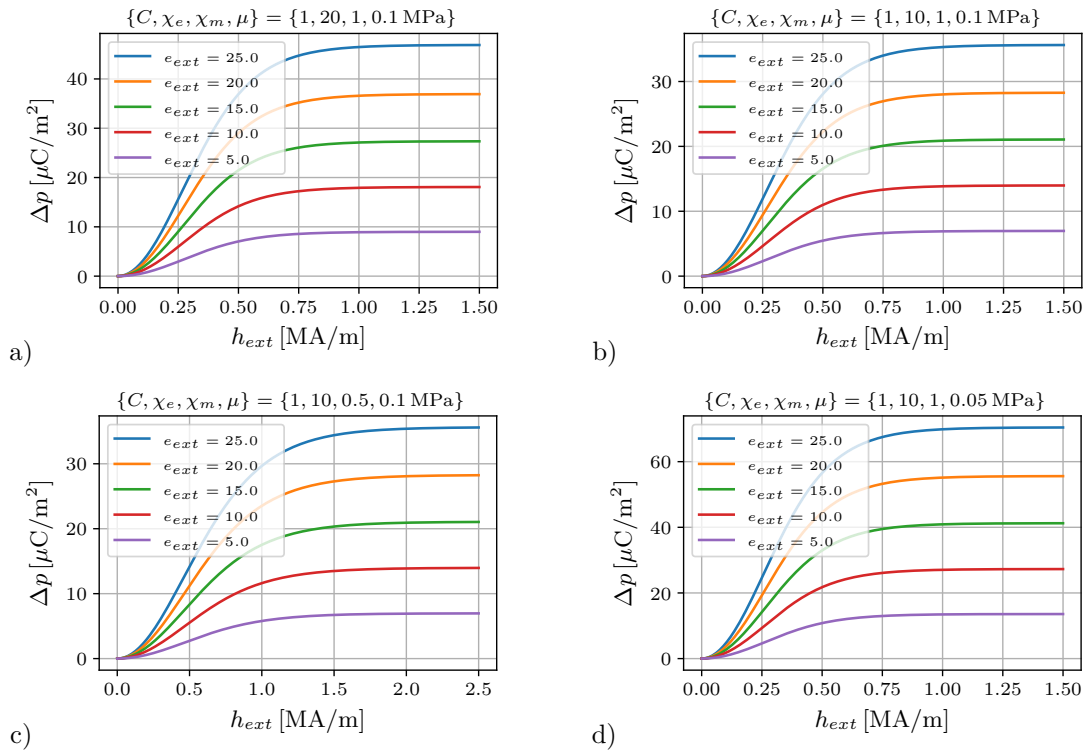 {C, χₑ, χₘ, μ} = {1, 20, 1, 0.1 MPa}
Δp [μC/m²]
40
30
20
10
0
e_ext = 25.0
e_ext = 20.0
e_ext = 15.0
e_ext = 10.0
e_ext = 5.0
0.00 0.25 0.50 0.75 1.00 1.25 1.50
h_ext [MA/m]
a)
{C, χₑ, χₘ, μ} = {1, 10, 1, 0.1 MPa}
Δp [μC/m²]
30
20
10
0
e_ext = 25.0
e_ext = 20.0
e_ext = 15.0
e_ext = 10.0
e_ext = 5.0
0.00 0.25 0.50 0.75 1.00 1.25 1.50
h_ext [MA/m]
b)
{C, χₑ, χₘ, μ} = {1, 10, 0.5, 0.1 MPa}
Δp [μC/m²]
30
20
10
0
e_ext = 25.0
e_ext = 20.0
e_ext = 15.0
e_ext = 10.0
e_ext = 5.0
0.0 0.5 1.0 1.5 2.0 2.5
h_ext [MA/m]
c)
{C, χₑ, χₘ, μ} = {1, 10, 1, 0.05 MPa}
Δp [μC/m²]
60
40
20
0
e_ext = 25.0
e_ext = 20.0
e_ext = 15.0
e_ext = 10.0
e_ext = 5.0
0.00 0.25 0.50 0.75 1.00 1.25 1.50
h_ext [MA/m]
d)